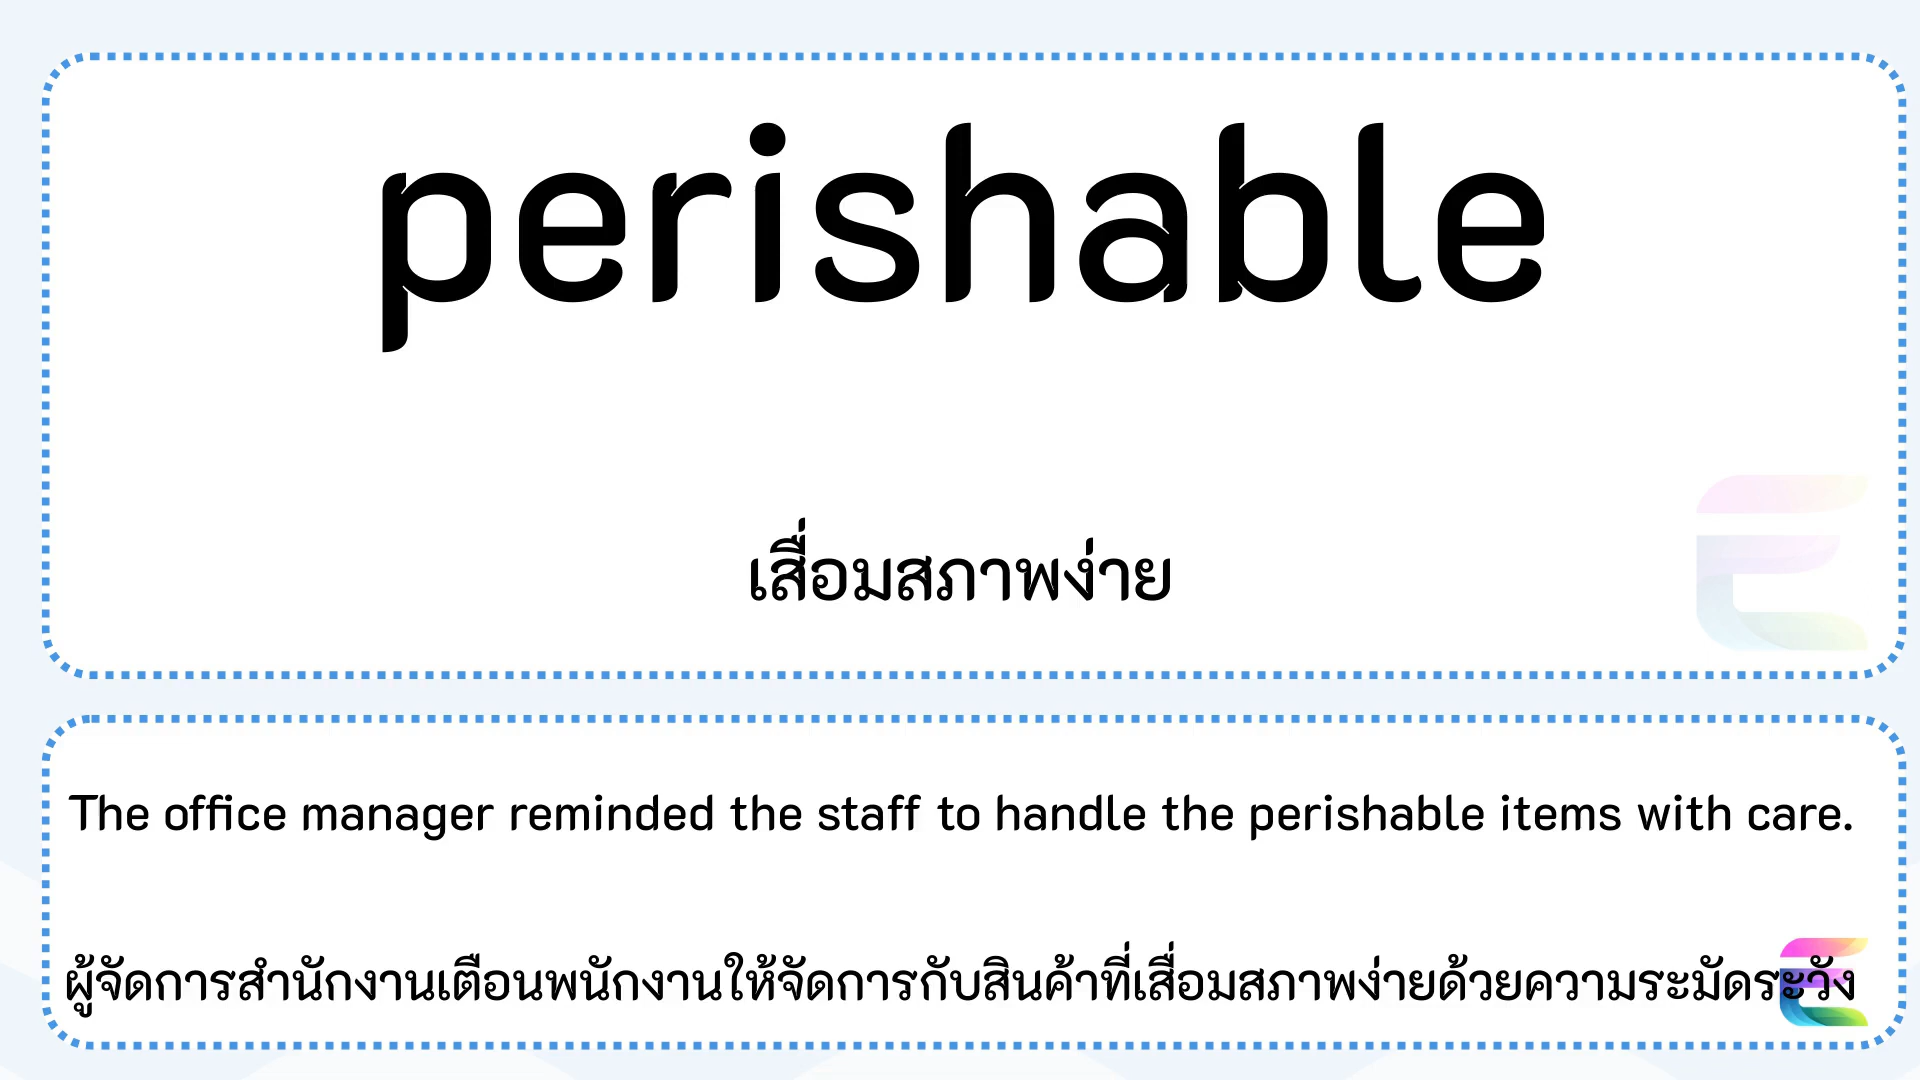 perishable
เสื่อมสภาพง่าย
The office manager reminded the staff to handle the perishable items with care.
ผู้จัดการสำนักงานเตือนพนักงานให้จัดการกับสินค้าที่เสื่อมสภาพง่ายด้วยความระมัดระวัง